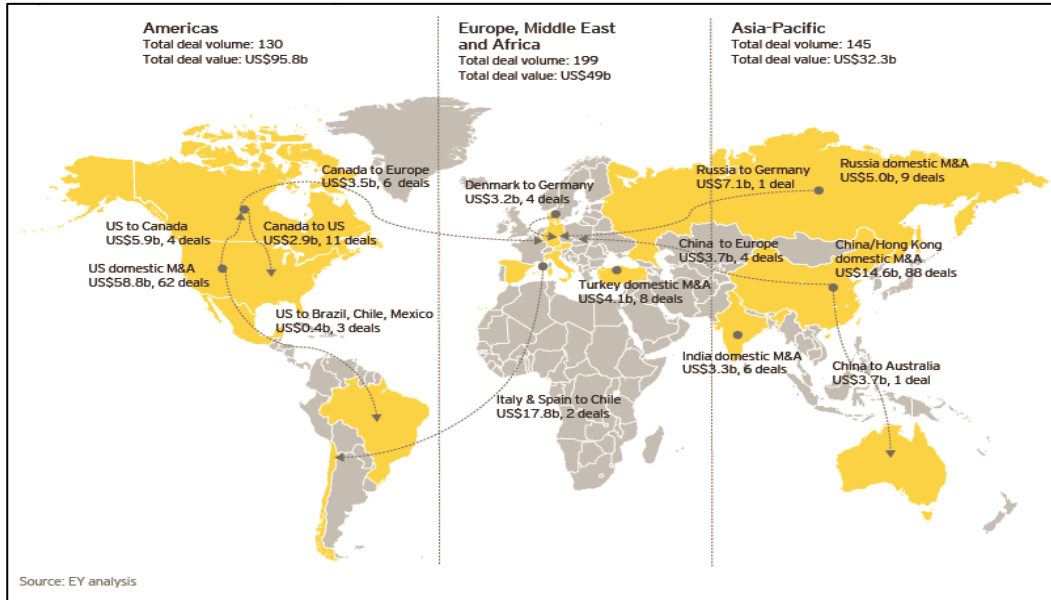 Americas
Total deal volume: 130
Total deal value: US$95.8b
Europe, Middle East
and Africa
Total deal volume: 199
Total deal value: US$49b
Asia-Pacific
Total deal volume: 145
Total deal value: US$32.3b
Canada to Europe
US$3.5b, 6 deals
Denmark to Germany
US$3.2b, 4 deals
Russia to Germany
US$7.1b, 1 deal
Russia domestic M&A
US$5.0b, 9 deals
US to Canada
US$5.9b, 4 deals
Canada to US
US$2.9b, 11 deals
China to Europe
US$3.7b, 4 deals
China/Hong Kong
domestic M&A
US$14.6b, 88 deals
US domestic M&A
US$58.8b, 62 deals
Turkey domestic M&A
US$4.1b, 8 deals
US to Brazil, Chile, Mexico
US$0.4b, 3 deals
India domestic M&A
US$3.3b, 6 deals
China to Australia
US$3.7b, 1 deal
Italy & Spain to Chile
US$17.8b, 2 deals
Source: EY analysis